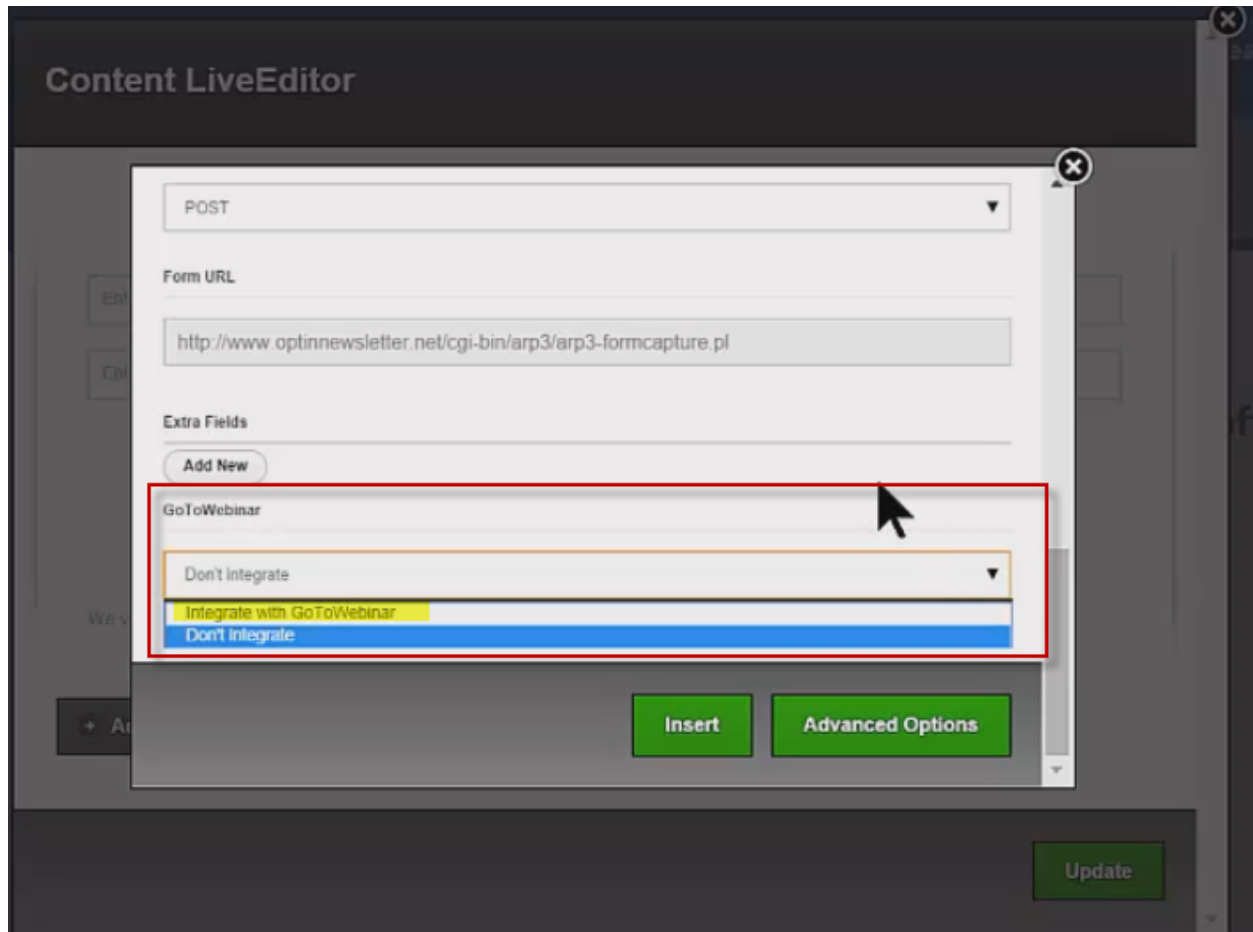 Content LiveEditor
POST
Form URL
http://www.optinnewsletter.net/cgi-bin/arp3/arp3-formcapture.pl
Extra Fields
Add New
GoToWebinar
Don't integrate
Integrate with GoToWebinar
Don't integrate
Insert
Advanced Options
Update